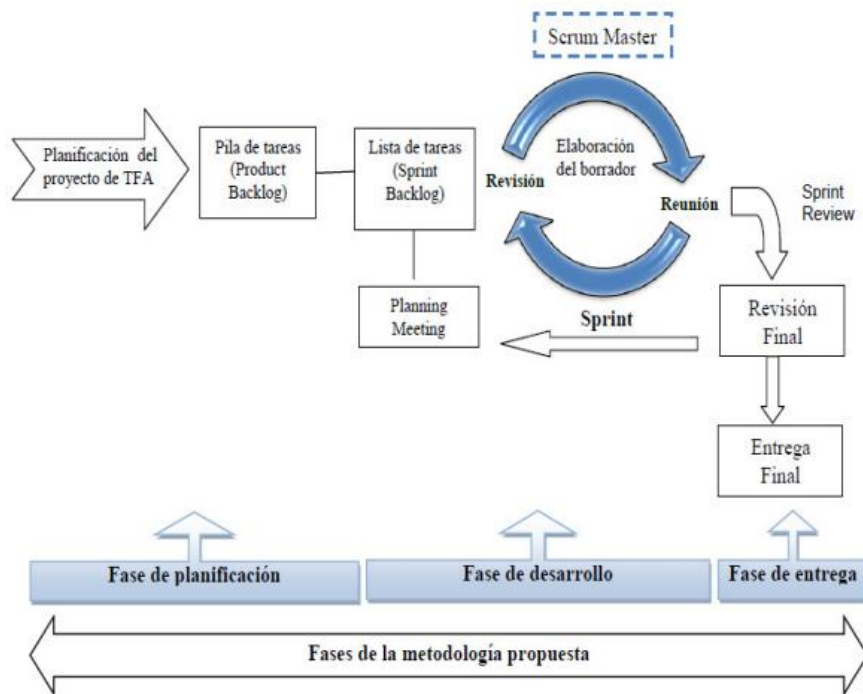 Scrum Master
Planificación del
proyecto de TFA
Pila de tareas
(Product
Backlog)
Lista de tareas
(Sprint
Backlog)
Revisión
Elaboración
del borrador
Reunión
Sprint
Review
Planning
Meeting
Sprint
Revisión
Final
Entrega
Final
Fase de planificación
Fase de desarrollo
Fase de entrega
Fases de la metodología propuesta